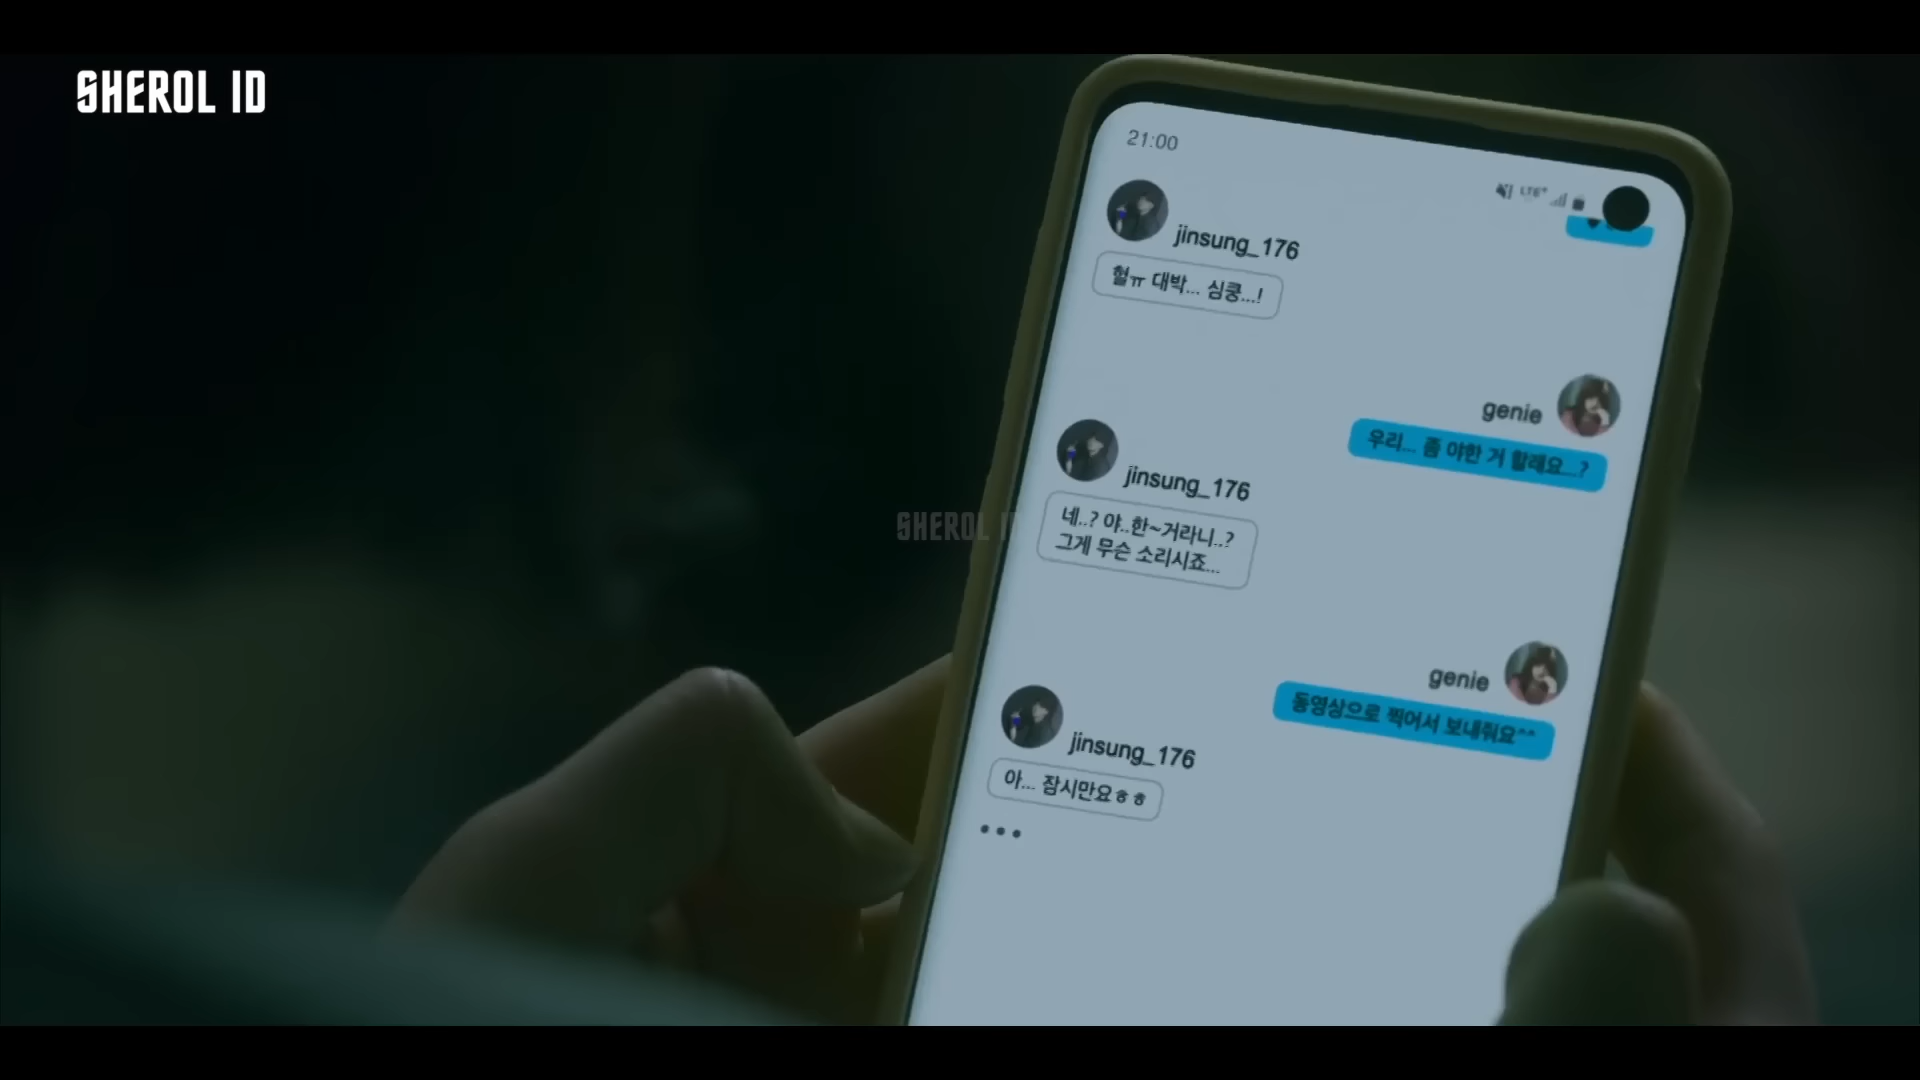 SHEROL ID
21:00
LTE+
jinsung_176
헐ㅠ 대박... 심쿵...!
genie
우리... 좀 야한 거 할래요...?
jinsung_176
네..? 야..한~거라니..?
그게 무슨 소리시죠...
SHEROL ID
genie
동영상으로 찍어서 보내줘요^^
jinsung_176
아... 잠시만요ㅎㅎ